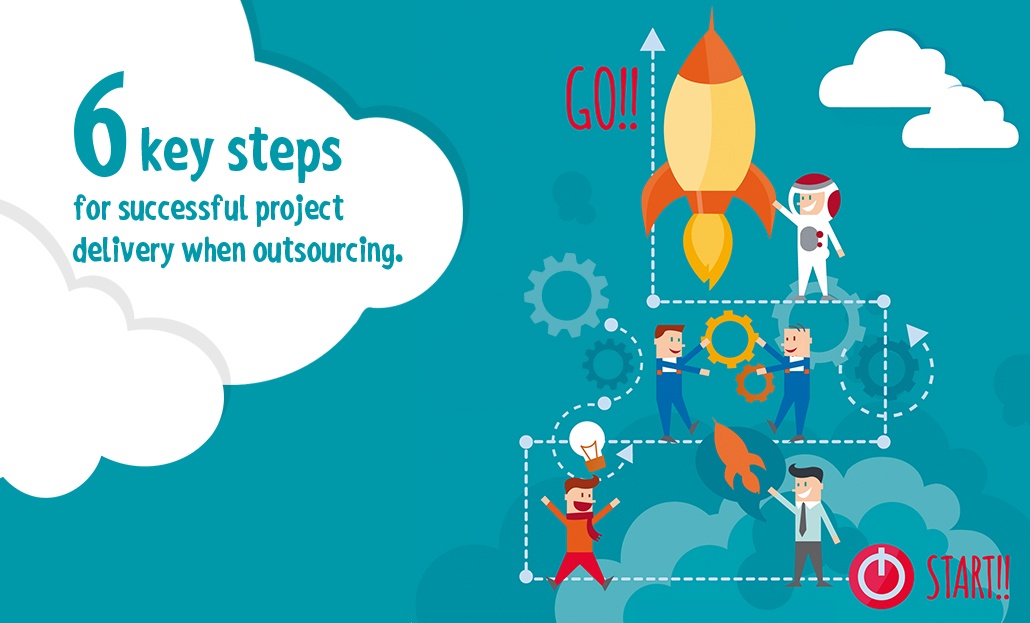 6 key steps
for successful project
delivery when outsourcing.
GO!!
START!!